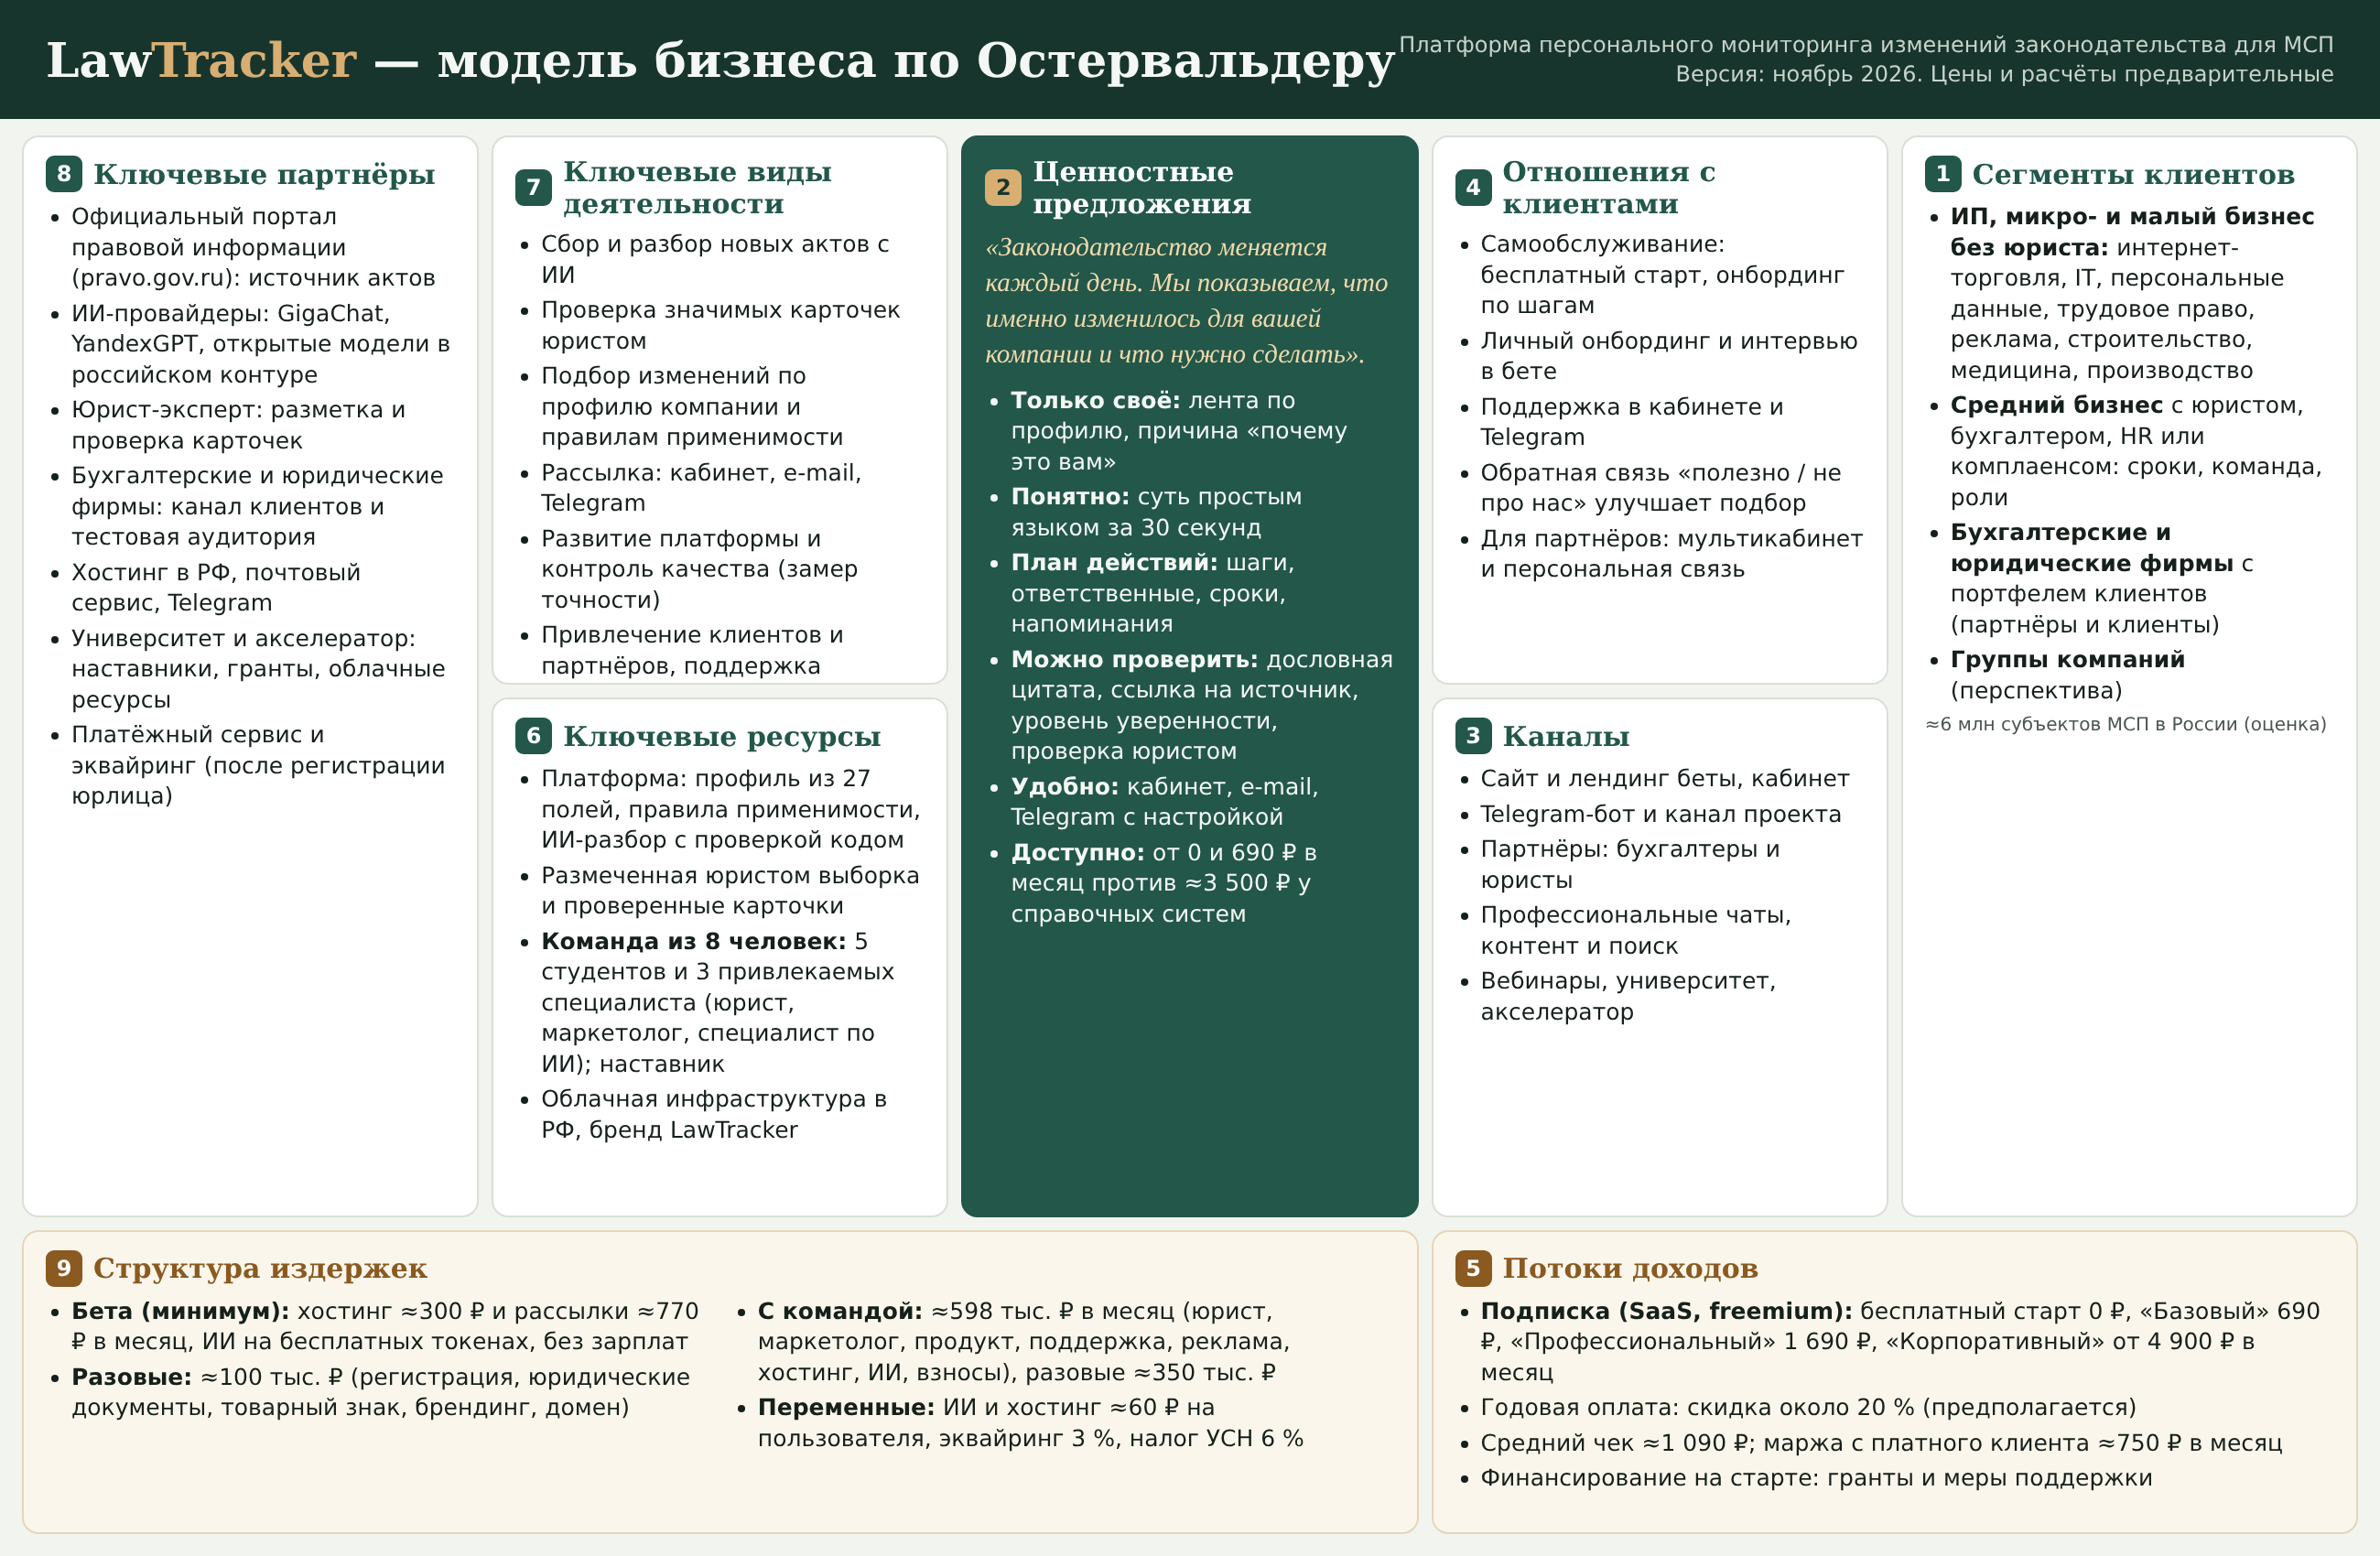 LawTracker — модель бизнеса по Остервальдеру
Платформа персонального мониторинга изменений законодательства для МСП
Версия: ноябрь 2026. Цены и расчёты предварительные
8 Ключевые партнёры
• Официальный портал
правовой информации
(pravo.gov.ru): источник актов
• ИИ-провайдеры: GigaChat,
YandexGPT, открытые модели в
российском контуре
• Юрист-эксперт: разметка и
проверка карточек
• Бухгалтерские и юридические
фирмы: канал клиентов и
тестовая аудитория
• Хостинг в РФ, почтовый
сервис, Telegram
• Университет и акселератор:
наставники, гранты, облачные
ресурсы
• Платёжный сервис и
эквайринг (после регистрации
юрлица)
7 Ключевые виды
деятельности
• Сбор и разбор новых актов с
ИИ
• Проверка значимых карточек
юристом
• Подбор изменений по
профилю компании и
правилам применимости
• Рассылка: кабинет, e-mail,
Telegram
• Развитие платформы и
контроль качества (замер
точности)
• Привлечение клиентов и
партнёров, поддержка
6 Ключевые ресурсы
• Платформа: профиль из 27
полей, правила применимости,
ИИ-разбор с проверкой кодом
• Размеченная юристом выборка
и проверенные карточки
• Команда из 8 человек: 5
студентов и 3 привлекаемых
специалиста (юрист,
маркетолог, специалист по
ИИ); наставник
• Облачная инфраструктура в
РФ, бренд LawTracker
2 Ценностные
предложения
«Законодательство меняется
каждый день. Мы показываем, что
именно изменилось для вашей
компании и что нужно сделать».
• Только своё: лента по
профилю, причина «почему
это вам»
• Понятно: суть простым
языком за 30 секунд
• План действий: шаги,
ответственные, сроки,
напоминания
• Можно проверить: дословная
цитата, ссылка на источник,
уровень уверенности,
проверка юристом
• Удобно: кабинет, e-mail,
Telegram с настройкой
• Доступно: от 0 и 690 ₽ в
месяц против ≈3 500 ₽ у
справочных систем
4 Отношения с
клиентами
• Самообслуживание:
бесплатный старт, онбординг
по шагам
• Личный онбординг и интервью
в бете
• Поддержка в кабинете и
Telegram
• Обратная связь «полезно / не
про нас» улучшает подбор
• Для партнёров: мультикабинет
и персональная связь
3 Каналы
• Сайт и лендинг беты, кабинет
• Telegram-бот и канал проекта
• Партнёры: бухгалтеры и
юристы
• Профессиональные чаты,
контент и поиск
• Вебинары, университет,
акселератор
1 Сегменты клиентов
• ИП, микро- и малый бизнес
без юриста: интернет-
торговля, IT, персональные
данные, трудовое право,
реклама, строительство,
медицина, производство
• Средний бизнес с юристом,
бухгалтером, HR или
комплаенсом: сроки, команда,
роли
• Бухгалтерские и
юридические фирмы с
портфелем клиентов
(партнёры и клиенты)
• Группы компаний
(перспектива)
≈6 млн субъектов МСП в России (оценка)
9 Структура издержек
• Бета (минимум): хостинг ≈300 ₽ и рассылки ≈770
₽ в месяц, ИИ на бесплатных токенах, без зарплат
• Разовые: ≈100 тыс. ₽ (регистрация, юридические
документы, товарный знак, брендинг, домен)
• С командой: ≈598 тыс. ₽ в месяц (юрист,
маркетолог, продукт, поддержка, реклама,
хостинг, ИИ, взносы), разовые ≈350 тыс. ₽
• Переменные: ИИ и хостинг ≈60 ₽ на
пользователя, эквайринг 3 %, налог УСН 6 %
5 Потоки доходов
• Подписка (SaaS, freemium): бесплатный старт 0 ₽, «Базовый» 690
₽, «Профессиональный» 1 690 ₽, «Корпоративный» от 4 900 ₽ в
месяц
• Годовая оплата: скидка около 20 % (предполагается)
• Средний чек ≈1 090 ₽; маржа с платного клиента ≈750 ₽ в месяц
• Финансирование на старте: гранты и меры поддержки